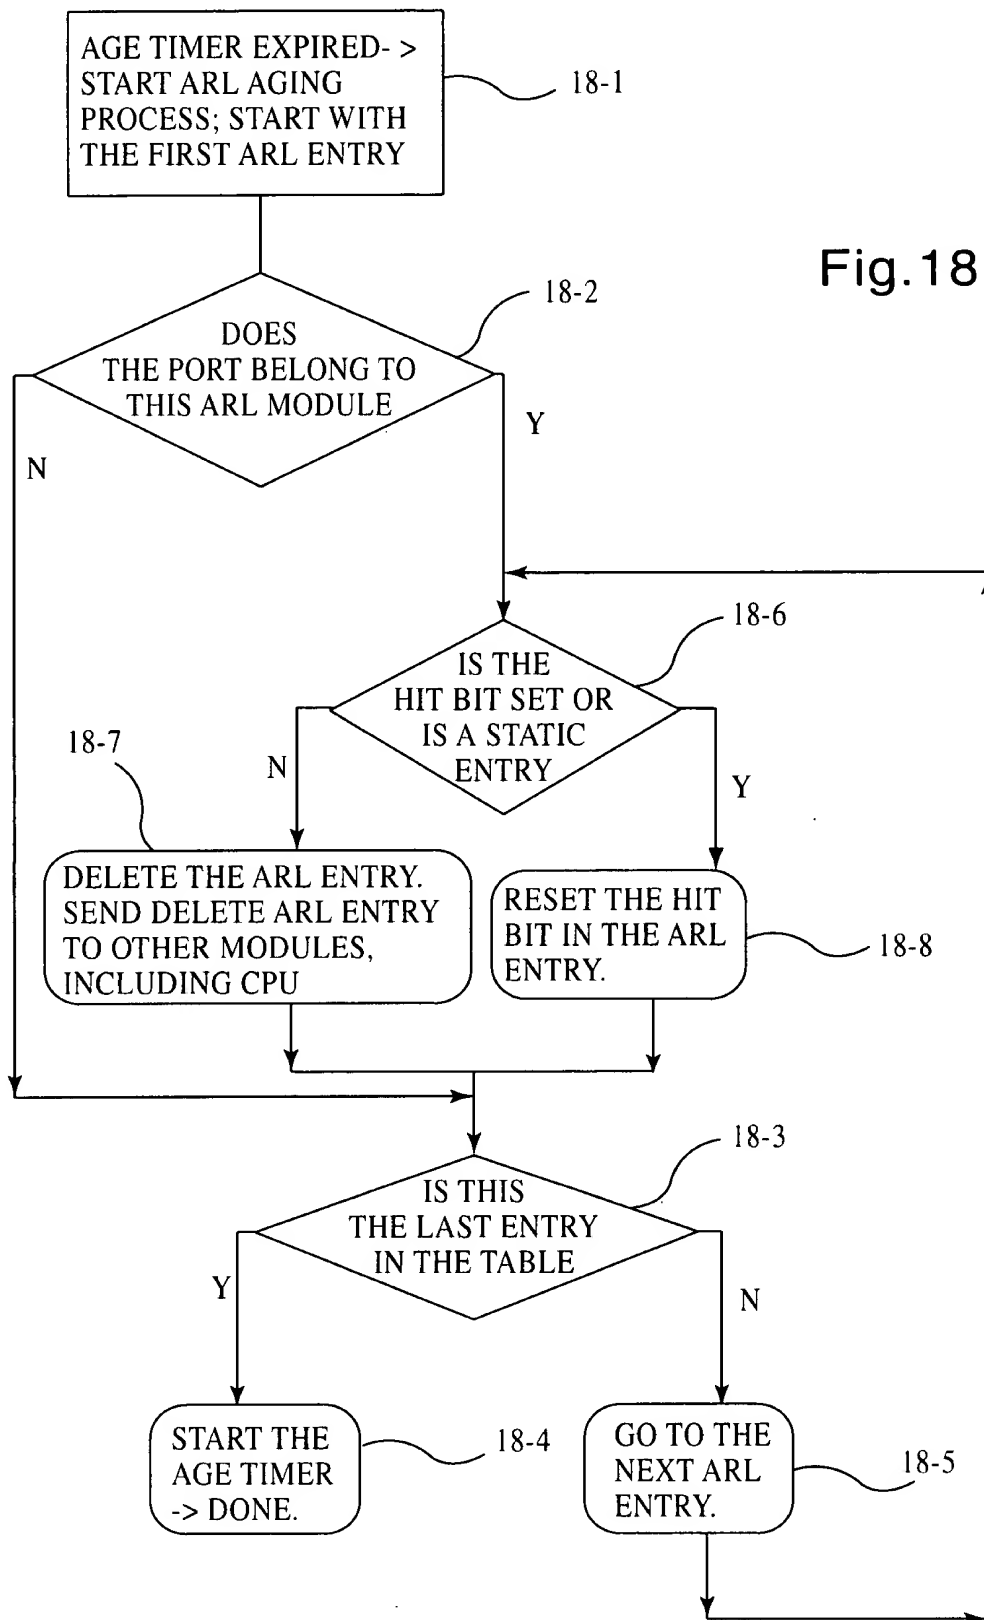 AGE TIMER EXPIRED- >
START ARL AGING
PROCESS; START WITH
THE FIRST ARL ENTRY
18-1
Fig.18
18-2
DOES
THE PORT BELONG TO
THIS ARL MODULE
Y
N
18-6
IS THE
HIT BIT SET OR
IS A STATIC
ENTRY
18-7
N
Y
DELETE THE ARL ENTRY.
SEND DELETE ARL ENTRY
TO OTHER MODULES,
INCLUDING CPU
RESET THE HIT
BIT IN THE ARL
ENTRY.
18-8
18-3
IS THIS
THE LAST ENTRY
IN THE TABLE
Y
N
START THE
AGE TIMER
-> DONE.
18-4
GO TO THE
NEXT ARL
ENTRY.
18-5